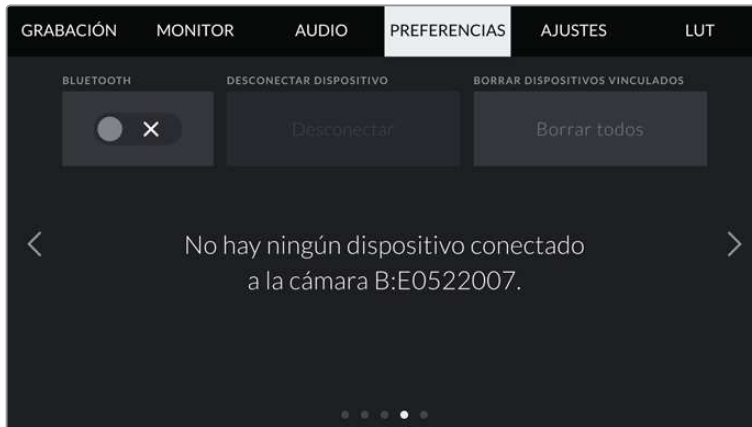 GRABACIÓN MONITOR AUDIO PREFERENCIAS AJUSTES LUT
BLUETOOTH DESCONECTAR DISPOSITIVO BORRAR DISPOSITIVOS VINCULADOS
Desconectar Borrar todos
No hay ningún dispositivo conectado
a la cámara B:E0522007.